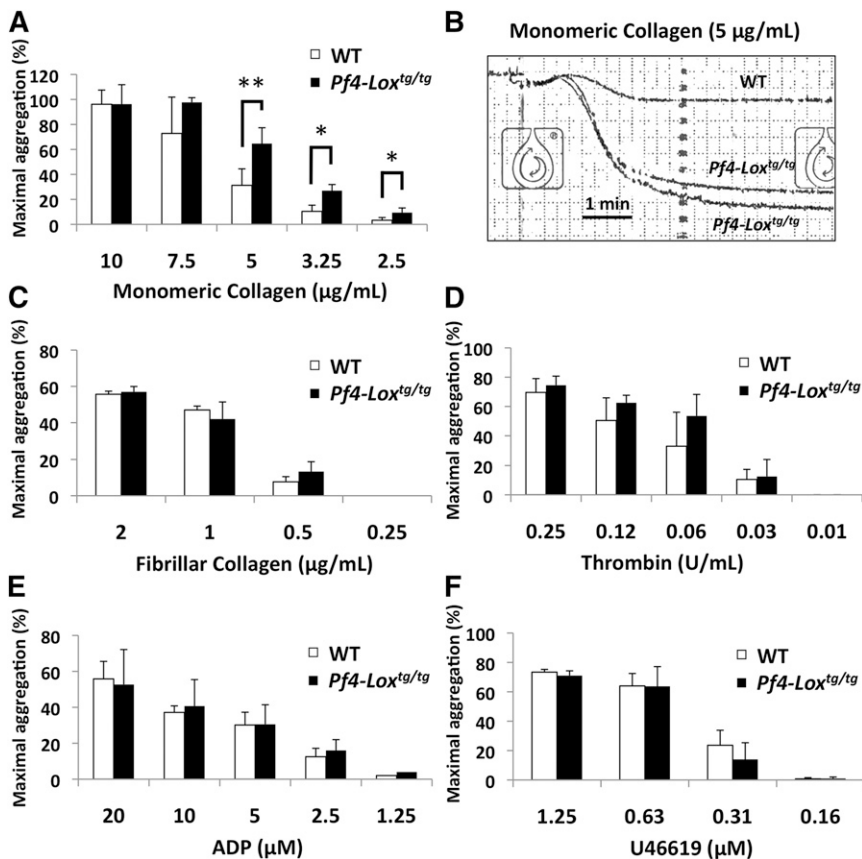 A
Maximal aggregation (%)
120
100
80
60
40
20
0
WT
Pf4-Lox^tg/tg
**
*
*
10 7.5 5 3.25 2.5
Monomeric Collagen (µg/mL)
B
Monomeric Collagen (5 µg/mL)
WT
Pf4-Lox^tg/tg
Pf4-Lox^tg/tg
1 min
C
Maximal aggregation (%)
60
40
20
0
WT
Pf4-Lox^tg/tg
2 1 0.5 0.25
Fibrillar Collagen (µg/mL)
D
Maximal aggregation (%)
100
80
60
40
20
0
WT
Pf4-Lox^tg/tg
0.25 0.12 0.06 0.03 0.01
Thrombin (U/mL)
E
Maximal aggregation (%)
80
60
40
20
0
WT
Pf4-Lox^tg/tg
20 10 5 2.5 1.25
ADP (µM)
F
Maximal aggregation (%)
100
80
60
40
20
0
WT
Pf4-Lox^tg/tg
1.25 0.63 0.31 0.16
U46619 (µM)